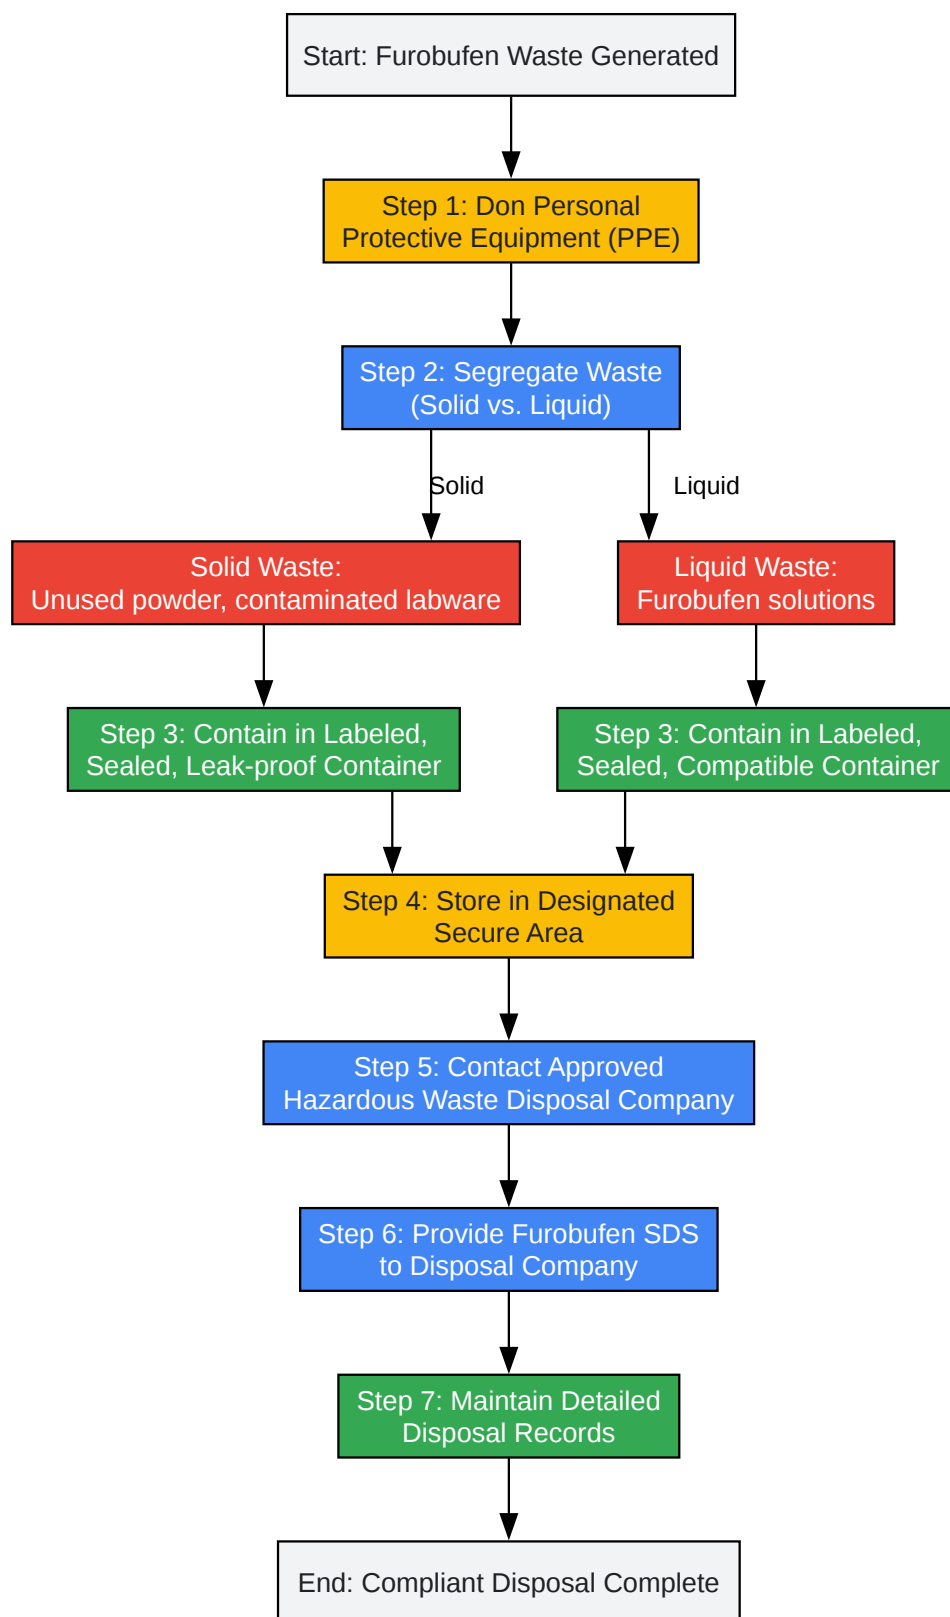 Start: Furobufen Waste Generated
Step 1: Don Personal
Protective Equipment (PPE)
Step 2: Segregate Waste
(Solid vs. Liquid)
Solid
Liquid
Solid Waste:
Unused powder, contaminated labware
Liquid Waste:
Furobufen solutions
Step 3: Contain in Labeled,
Sealed, Leak-proof Container
Step 3: Contain in Labeled,
Sealed, Compatible Container
Step 4: Store in Designated
Secure Area
Step 5: Contact Approved
Hazardous Waste Disposal Company
Step 6: Provide Furobufen SDS
to Disposal Company
Step 7: Maintain Detailed
Disposal Records
End: Compliant Disposal Complete